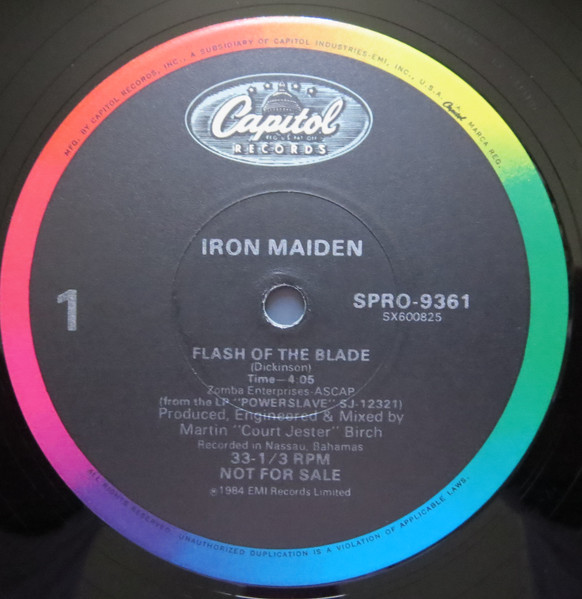 MFG. BY CAPITOL RECORDS, INC., A SUBSIDIARY OF CAPITOL INDUSTRIES-EMI, INC., U.S.A. Capitol MARCA REG.
Capitol
RECORDS
IRON MAIDEN
1
SPRO-9361
SX600825
FLASH OF THE BLADE
(Dickinson)
Time—4:05
Zomba Enterprises-ASCAP
(from the LP "POWERSLAVE" SJ-12321)
Produced, Engineered & Mixed by
Martin "Court Jester" Birch
Recorded in Nassau, Bahamas
33-1/3 RPM
NOT FOR SALE
℗1984 EMI Records Limited
ALL RIGHTS RESERVED. UNAUTHORIZED DUPLICATION IS A VIOLATION OF APPLICABLE LAWS.